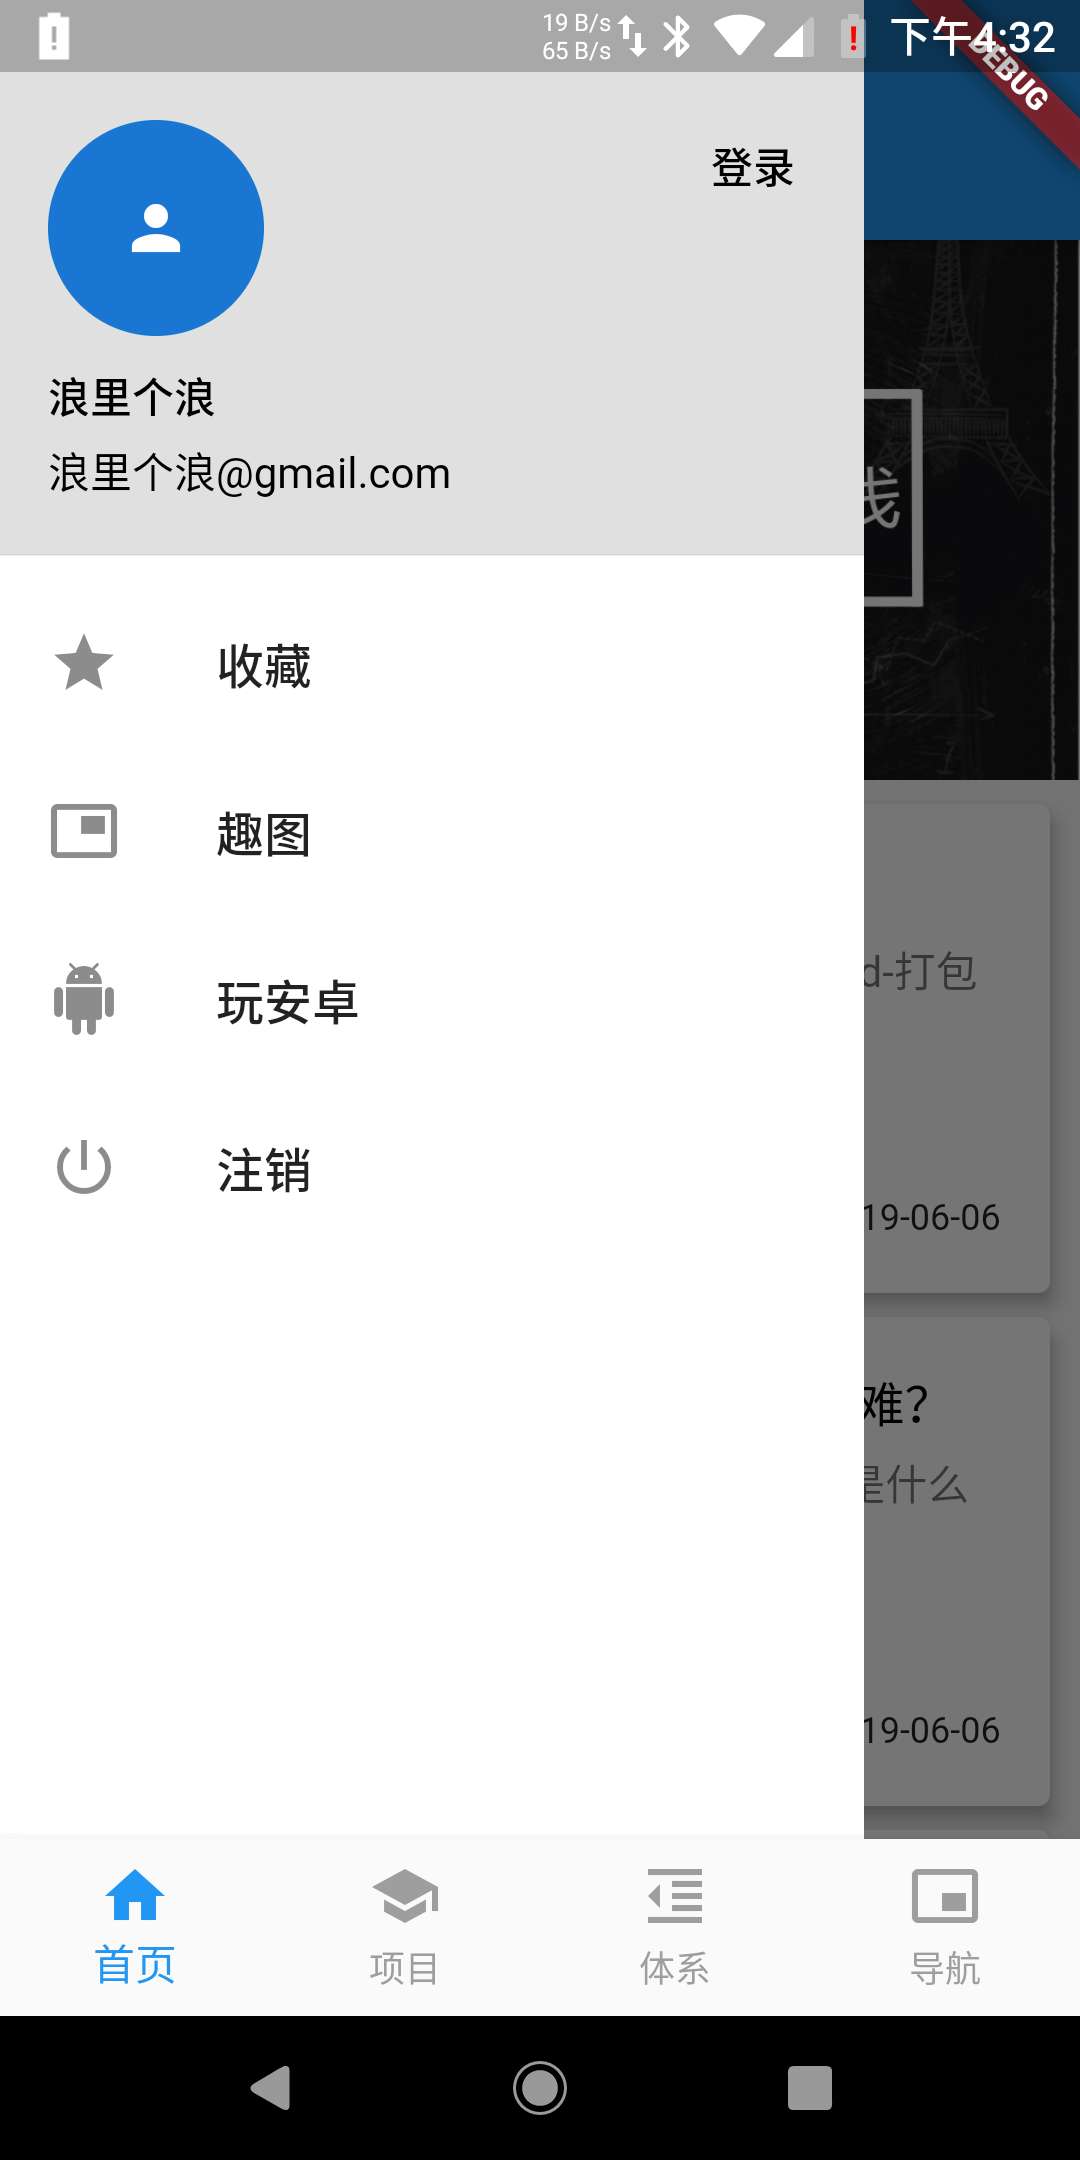 19 B/s
65 B/s
下午4:32
DEBUG
登录
浪里个浪
浪里个浪@gmail.com
线
收藏
趣图
d-打包
玩安卓
注销
19-06-06
难?
是什么
19-06-06
首页
项目
体系
导航